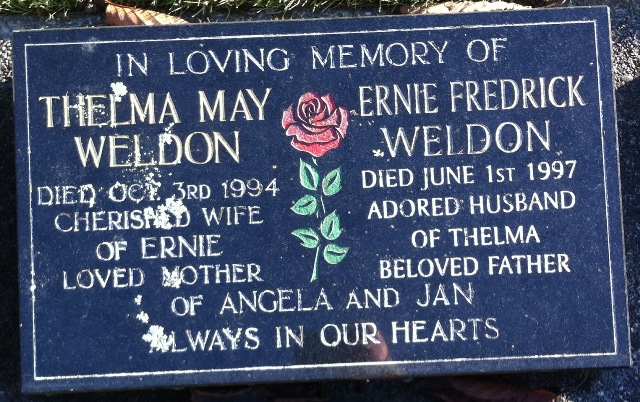 IN LOVING MEMORY OF
THELMA MAY
WELDON
DIED OCT 3RD 1994
CHERISHED WIFE
OF ERNIE
LOVED MOTHER
ERNIE FREDRICK
WELDON
DIED JUNE 1ST 1997
ADORED HUSBAND
OF THELMA
BELOVED FATHER
OF ANGELA AND JAN
ALWAYS IN OUR HEARTS